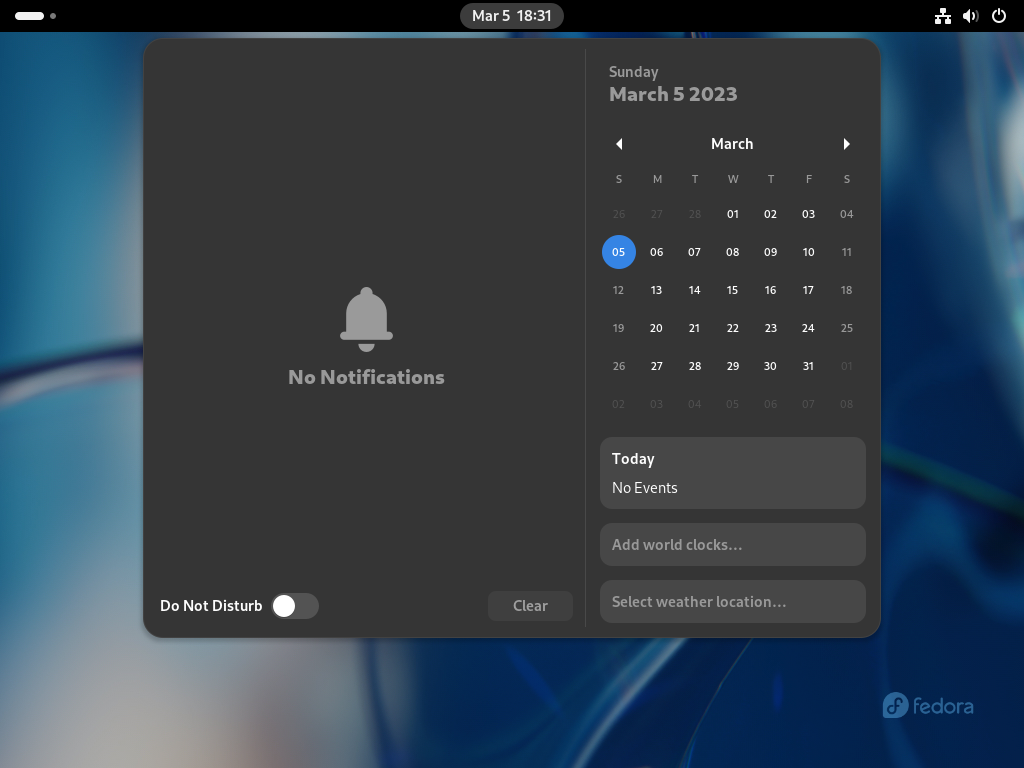 Mar 5 18:31
Sunday
March 5 2023
March
S M T W T F S
26 27 28 01 02 03 04
05 06 07 08 09 10 11
12 13 14 15 16 17 18
19 20 21 22 23 24 25
26 27 28 29 30 31 01
02 03 04 05 06 07 08
No Notifications
Today
No Events
Add world clocks...
Select weather location...
Do Not Disturb
Clear
fedora